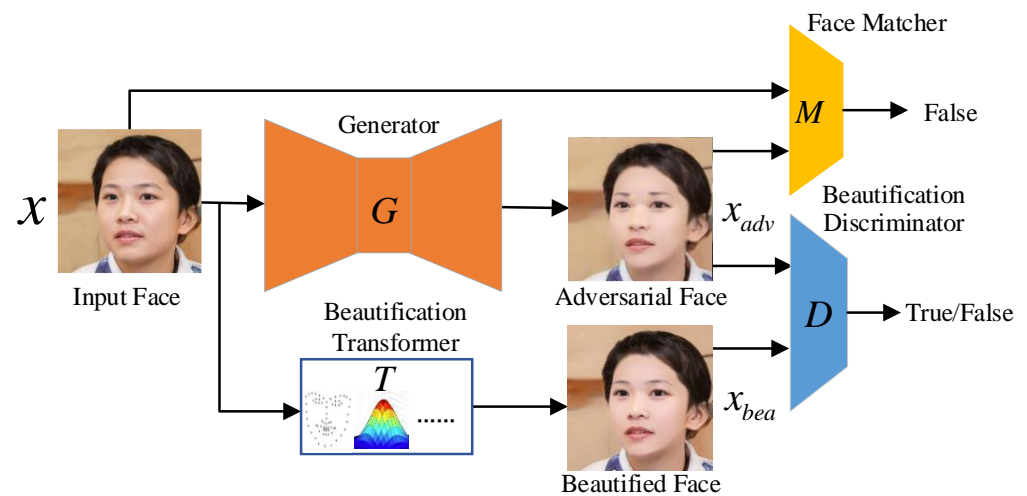 Face Matcher
M
False
Generator
G
x
Input Face
x_adv
Adversarial Face
Beautification
Discriminator
D
True/False
Beautification
Transformer
T
......
x_bea
Beautified Face